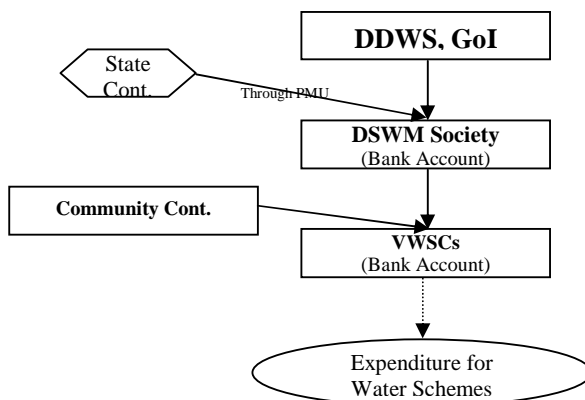 DDWS, GoI
State
Cont.
Through PMU
DSWM Society
(Bank Account)
Community Cont.
VWSCs
(Bank Account)
Expenditure for
Water Schemes